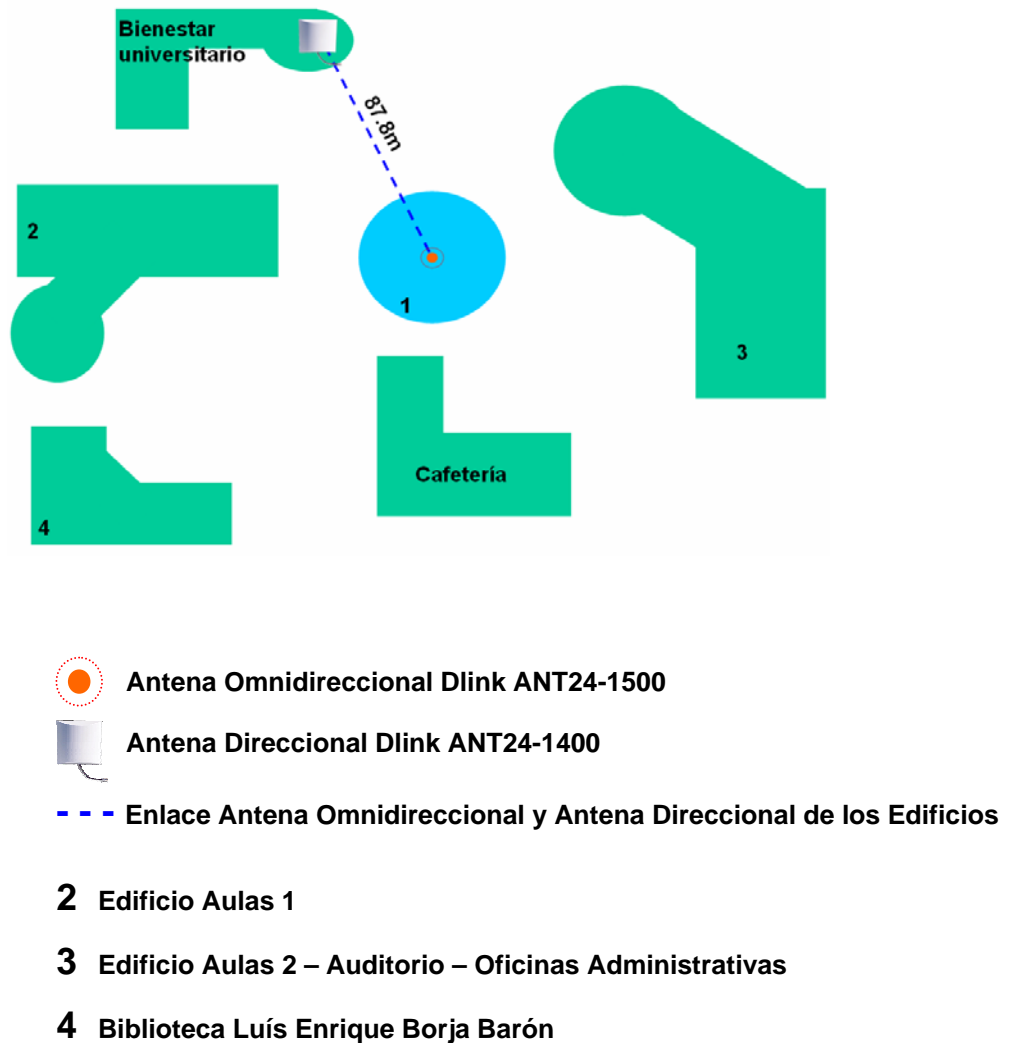 Bienestar
universitario
87.8m
2
1
3
Cafetería
4
Antena Omnidireccional Dlink ANT24-1500
Antena Direccional Dlink ANT24-1400
Enlace Antena Omnidireccional y Antena Direccional de los Edificios
2 Edificio Aulas 1
3 Edificio Aulas 2 – Auditorio – Oficinas Administrativas
4 Biblioteca Luís Enrique Borja Barón